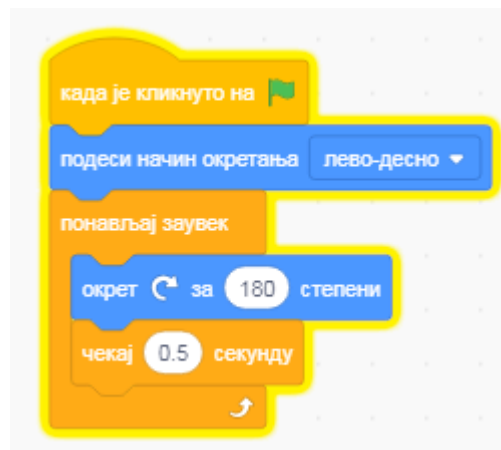 када је кликнуто на
подеси начин окретања лево-десно
понављај заувек
окрет за 180 степени
чекај 0.5 секунду